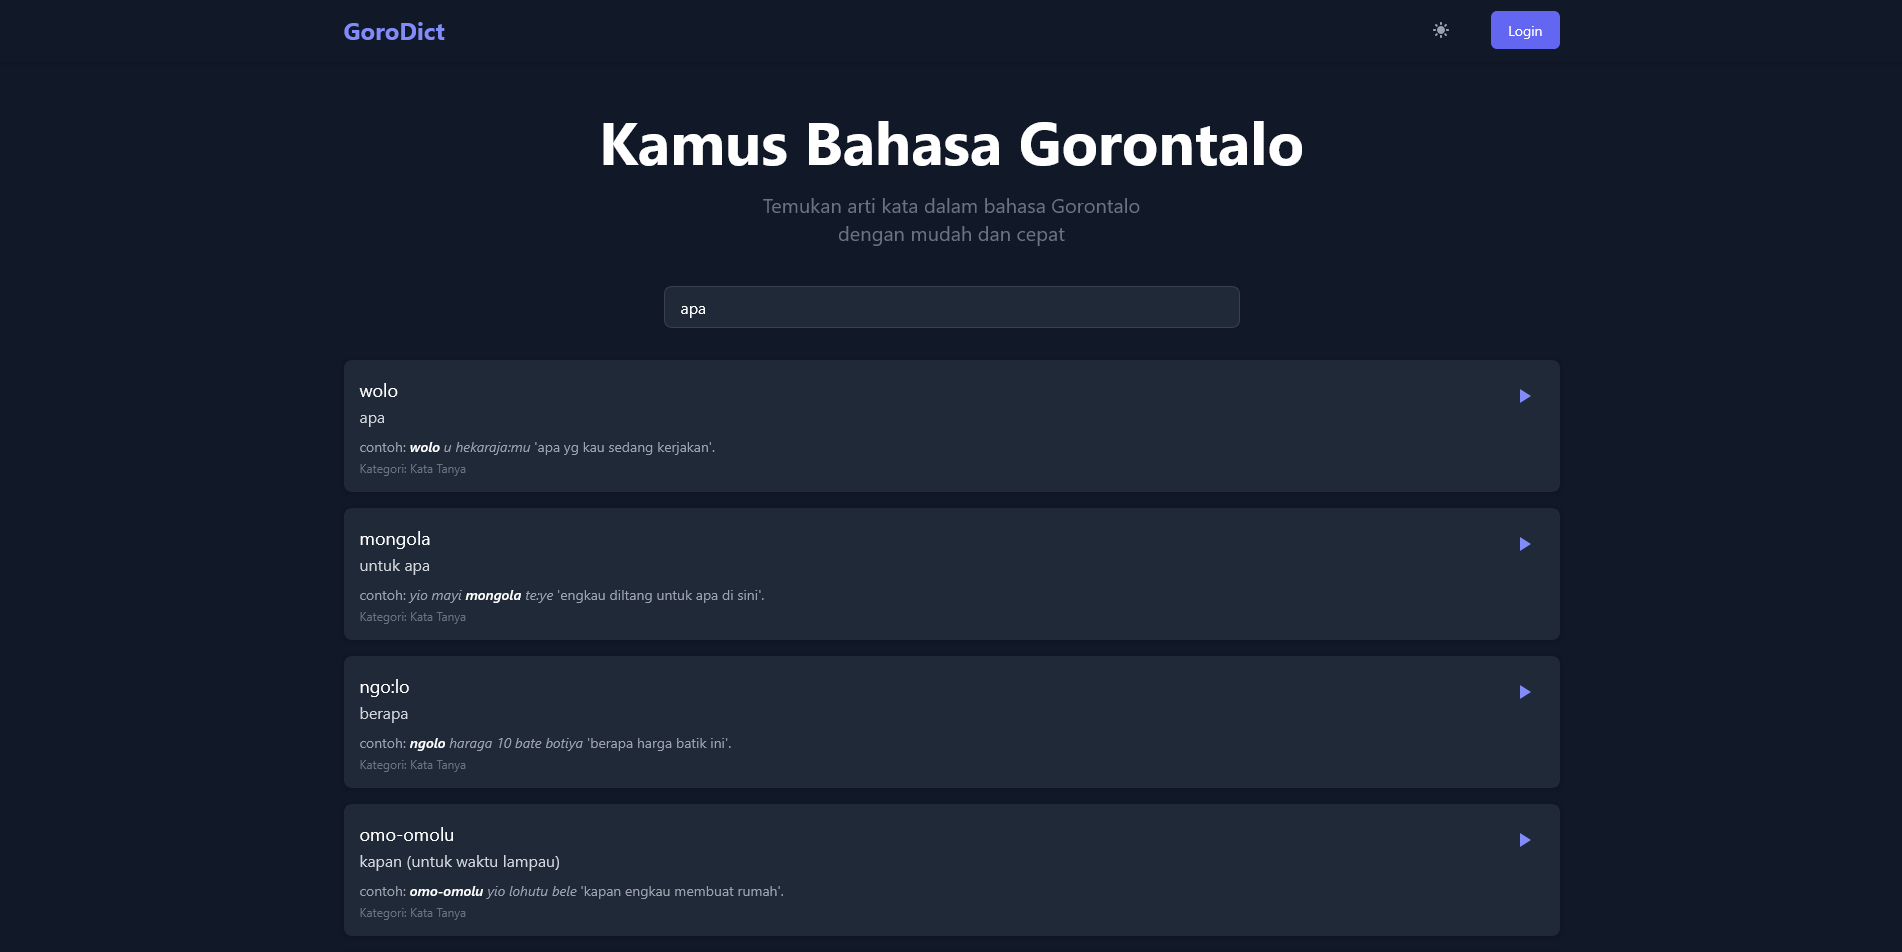 GoroDict
Login
Kamus Bahasa Gorontalo
Temukan arti kata dalam bahasa Gorontalo
dengan mudah dan cepat
apa
wolo
apa
contoh: wolo u hekaraja:mu 'apa yg kau sedang kerjakan'.
Kategori: Kata Tanya
mongola
untuk apa
contoh: yio mayi mongola te:ye 'engkau diltang untuk apa di sini'.
Kategori: Kata Tanya
ngo:lo
berapa
contoh: ngolo haraga 10 bate botiya 'berapa harga batik ini'.
Kategori: Kata Tanya
omo-omolu
kapan (untuk waktu lampau)
contoh: omo-omolu yio lohutu bele 'kapan engkau membuat rumah'.
Kategori: Kata Tanya